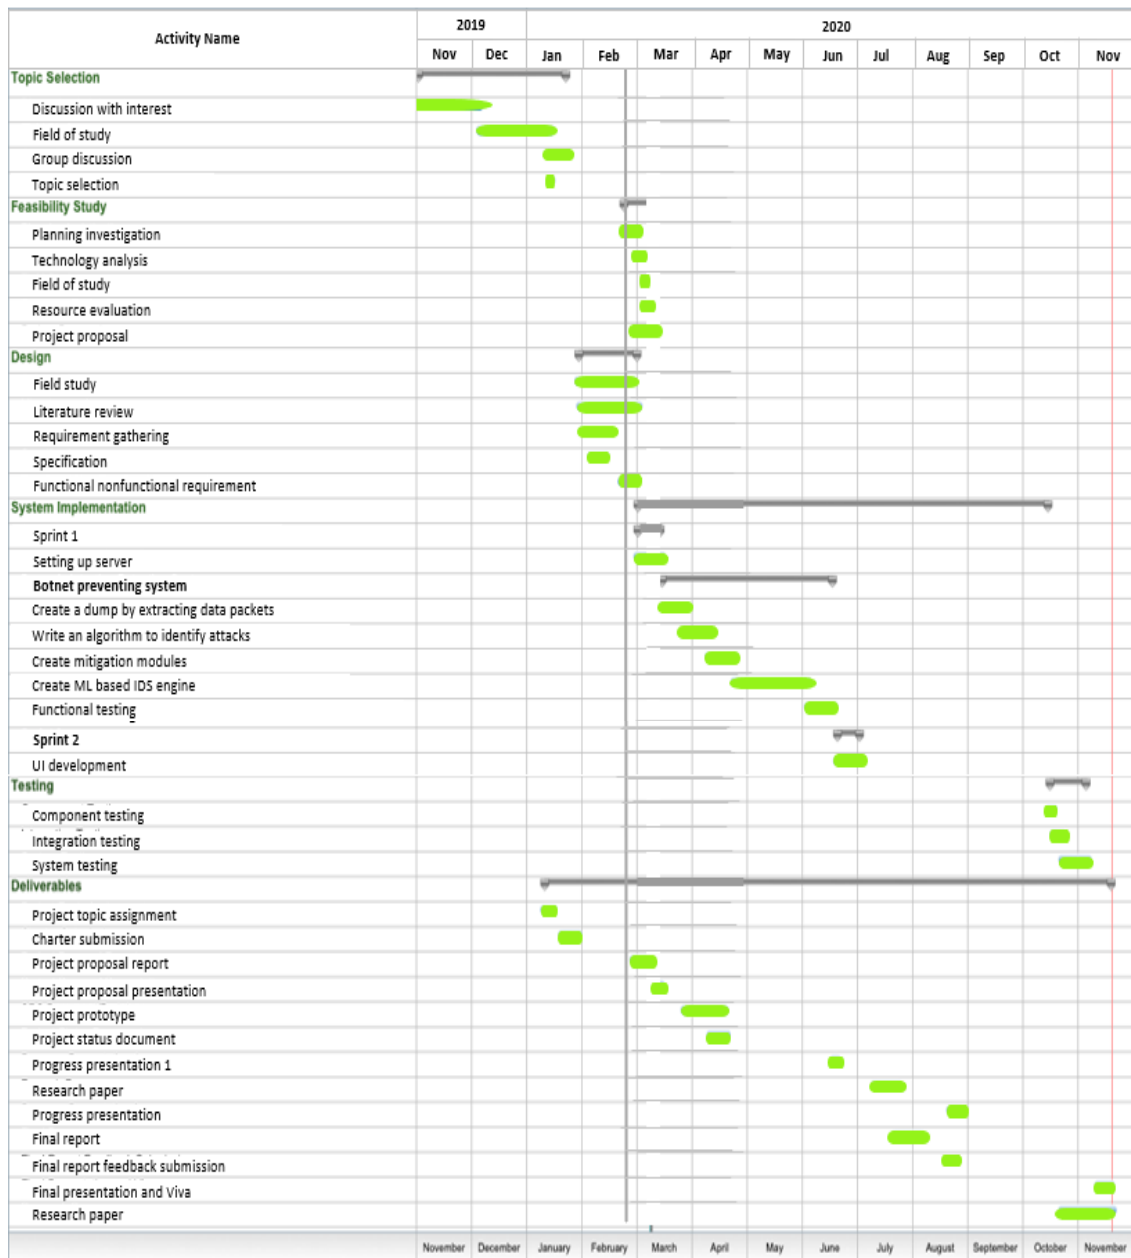 2019 2020
Activity Name
Nov Dec Jan Feb Mar Apr May Jun Jul Aug Sep Oct Nov
Topic Selection
Discussion with interest
Field of study
Group discussion
Topic selection
Feasibility Study
Planning investigation
Technology analysis
Field of study
Resource evaluation
Project proposal
Design
Field study
Literature review
Requirement gathering
Specification
Functional nonfunctional requirement
System Implementation
Sprint 1
Setting up server
Botnet preventing system
Create a dump by extracting data packets
Write an algorithm to identify attacks
Create mitigation modules
Create ML based IDS engine
Functional testing
Sprint 2
UI development
Testing
Component testing
Integration testing
System testing
Deliverables
Project topic assignment
Charter submission
Project proposal report
Project proposal presentation
Project prototype
Project status document
Progress presentation 1
Research paper
Progress presentation
Final report
Final report feedback submission
Final presentation and Viva
Research paper
November December January February March April May June July August September October November